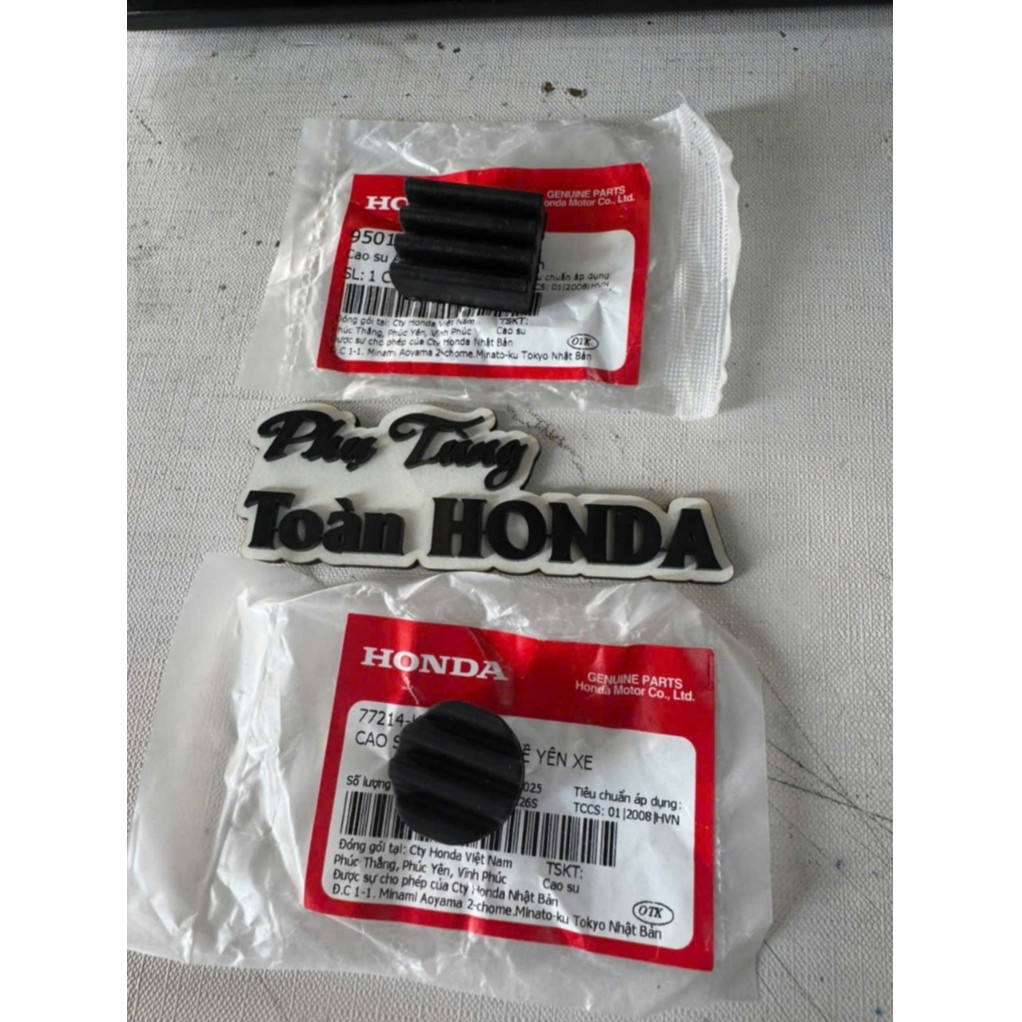 HO
GENUINE PARTS
onda Motor Co., Ltd.
9501
Cao su
SL: 1 C
u chuẩn áp dụng:
CCS: 01|2008|HVN
Đóng gói tại: Cty Honda Việt Nam TSKT:
Phúc Thắng, Phúc Yên, Vĩnh Phúc Cao su
Được sự cho phép của Cty Honda Nhật Bản OTK
Đ.C 1-1. Minami Aoyama 2-chome.Minato-ku Tokyo Nhật Bản
Phụ Tùng
Toàn HONDA
HONDA
GENUINE PARTS
Honda Motor Co., Ltd.
77214-
CAO Ề YÊN XE
Số lượng 025 Tiêu chuẩn áp dụng:
26S TCCS: 01|2008|HVN
Đóng gói tại: Cty Honda Việt Nam TSKT:
Phúc Thắng, Phúc Yên, Vĩnh Phúc Cao su
Được sự cho phép của Cty Honda Nhật Bản OTK
Đ.C 1-1. Minami Aoyama 2-chome.Minato-ku Tokyo Nhật Bản